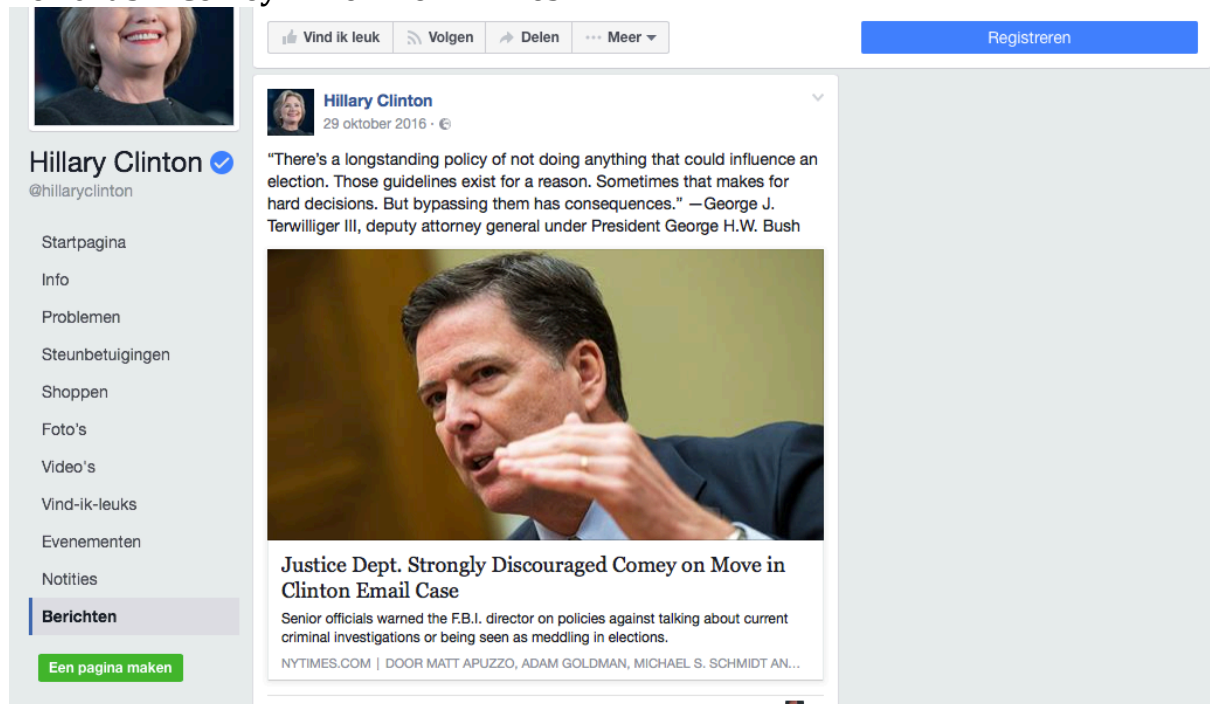 Vind ik leuk
Volgen
Delen
Meer
Registreren
Hillary Clinton
@hillaryclinton
Startpagina
Info
Problemen
Steunbetuigingen
Shoppen
Foto's
Video's
Vind-ik-leuks
Evenementen
Notities
Berichten
Een pagina maken
Hillary Clinton
29 oktober 2016 ·
“There's a longstanding policy of not doing anything that could influence an
election. Those guidelines exist for a reason. Sometimes that makes for
hard decisions. But bypassing them has consequences.” —George J.
Terwilliger III, deputy attorney general under President George H.W. Bush
Justice Dept. Strongly Discouraged Comey on Move in
Clinton Email Case
Senior officials warned the F.B.I. director on policies against talking about current
criminal investigations or being seen as meddling in elections.
NYTIMES.COM | DOOR MATT APUZZO, ADAM GOLDMAN, MICHAEL S. SCHMIDT AN...